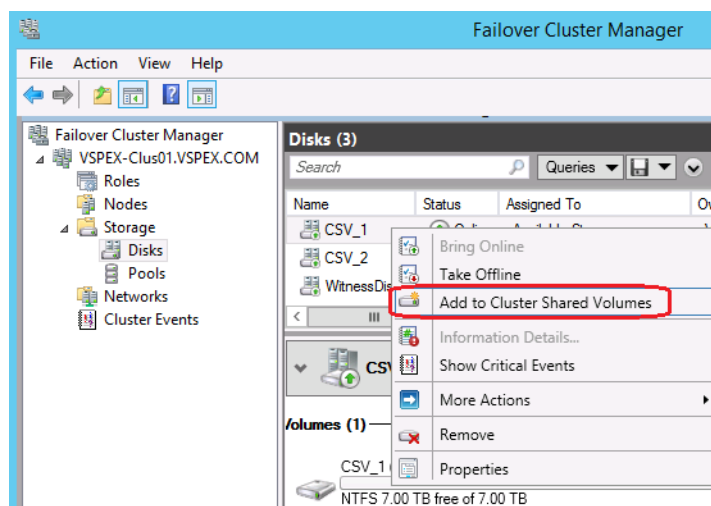 Failover Cluster Manager
File Action View Help
Failover Cluster Manager
VSPEX-Clus01.VSPEX.COM
Roles
Nodes
Storage
Disks
Pools
Networks
Cluster Events
Disks (3)
Search
Queries
Name Status Assigned To
CSV_1
CSV_2
WitnessDis
Bring Online
Take Offline
Add to Cluster Shared Volumes
Information Details...
Show Critical Events
More Actions
Remove
Properties
CSV
Volumes (1)
CSV_1
NTFS 7.00 TB free of 7.00 TB